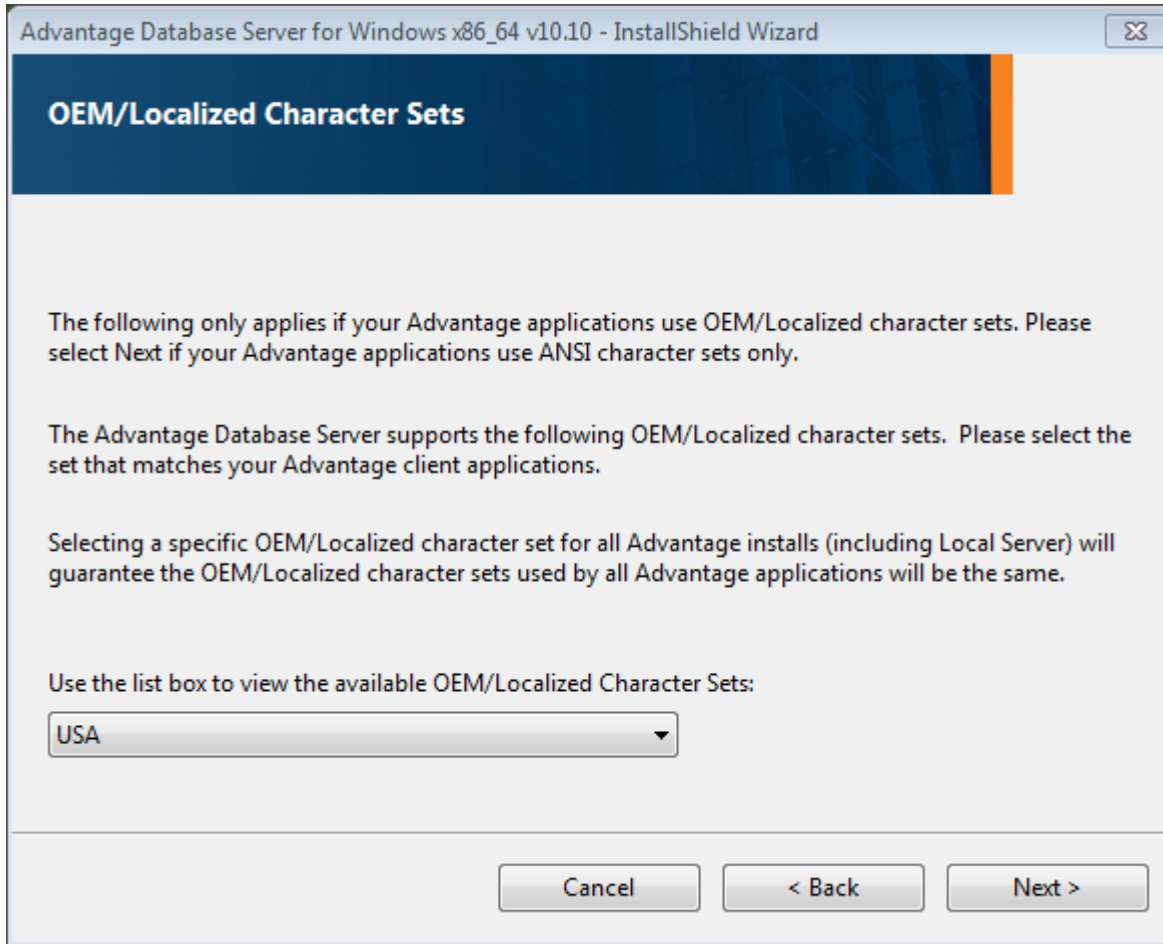 Advantage Database Server for Windows x86_64 v10.10 - InstallShield Wizard
OEM/Localized Character Sets
The following only applies if your Advantage applications use OEM/Localized character sets. Please
select Next if your Advantage applications use ANSI character sets only.
The Advantage Database Server supports the following OEM/Localized character sets.  Please select the
set that matches your Advantage client applications.
Selecting a specific OEM/Localized character set for all Advantage installs (including Local Server) will
guarantee the OEM/Localized character sets used by all Advantage applications will be the same.
Use the list box to view the available OEM/Localized Character Sets:
USA
Cancel
< Back
Next >